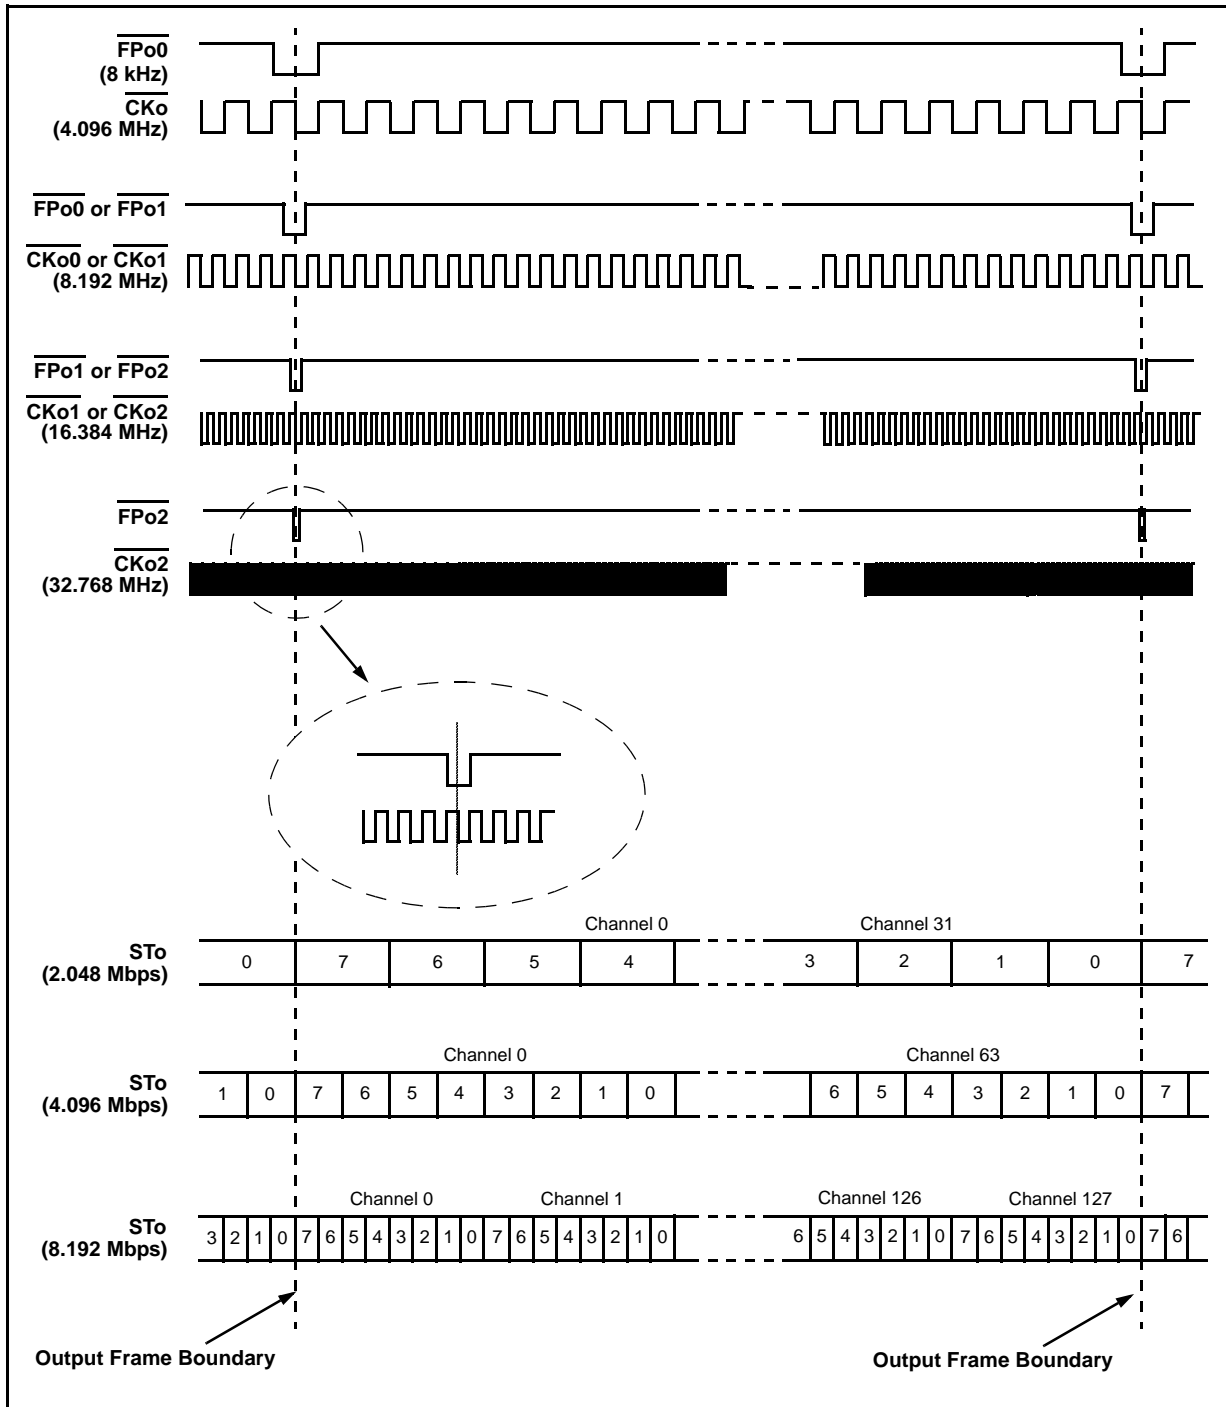 FPo0
(8 kHz)
CKo
(4.096 MHz)
FPo0 or FPo1
CKo0 or CKo1
(8.192 MHz)
FPo1 or FPo2
CKo1 or CKo2
(16.384 MHz)
FPo2
CKo2
(32.768 MHz)
Channel 0 Channel 31
STo
(2.048 Mbps)
0 7 6 5 4 3 2 1 0 7
Channel 0 Channel 63
STo
(4.096 Mbps)
1 0 7 6 5 4 3 2 1 0 6 5 4 3 2 1 0 7
Channel 0 Channel 1 Channel 126 Channel 127
STo
(8.192 Mbps)
3 2 1 0 7 6 5 4 3 2 1 0 7 6 5 4 3 2 1 0 6 5 4 3 2 1 0 7 6 5 4 3 2 1 0 7 6
Output Frame Boundary Output Frame Boundary